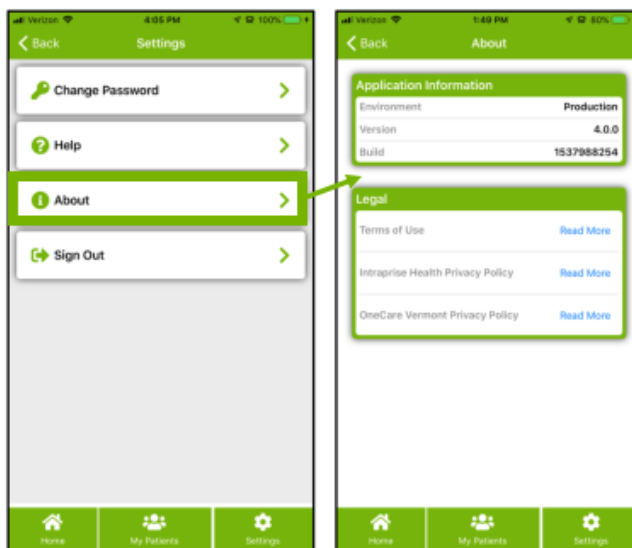 Verizon 4:05 PM 100%
Back Settings
Change Password
Help
About
Sign Out
Home My Patients Settings
Verizon 1:49 PM 80%
Back About
Application Information
Environment Production
Version 4.0.0
Build 1537988254
Legal
Terms of Use Read More
Intraprise Health Privacy Policy Read More
OneCare Vermont Privacy Policy Read More
Home My Patients Settings